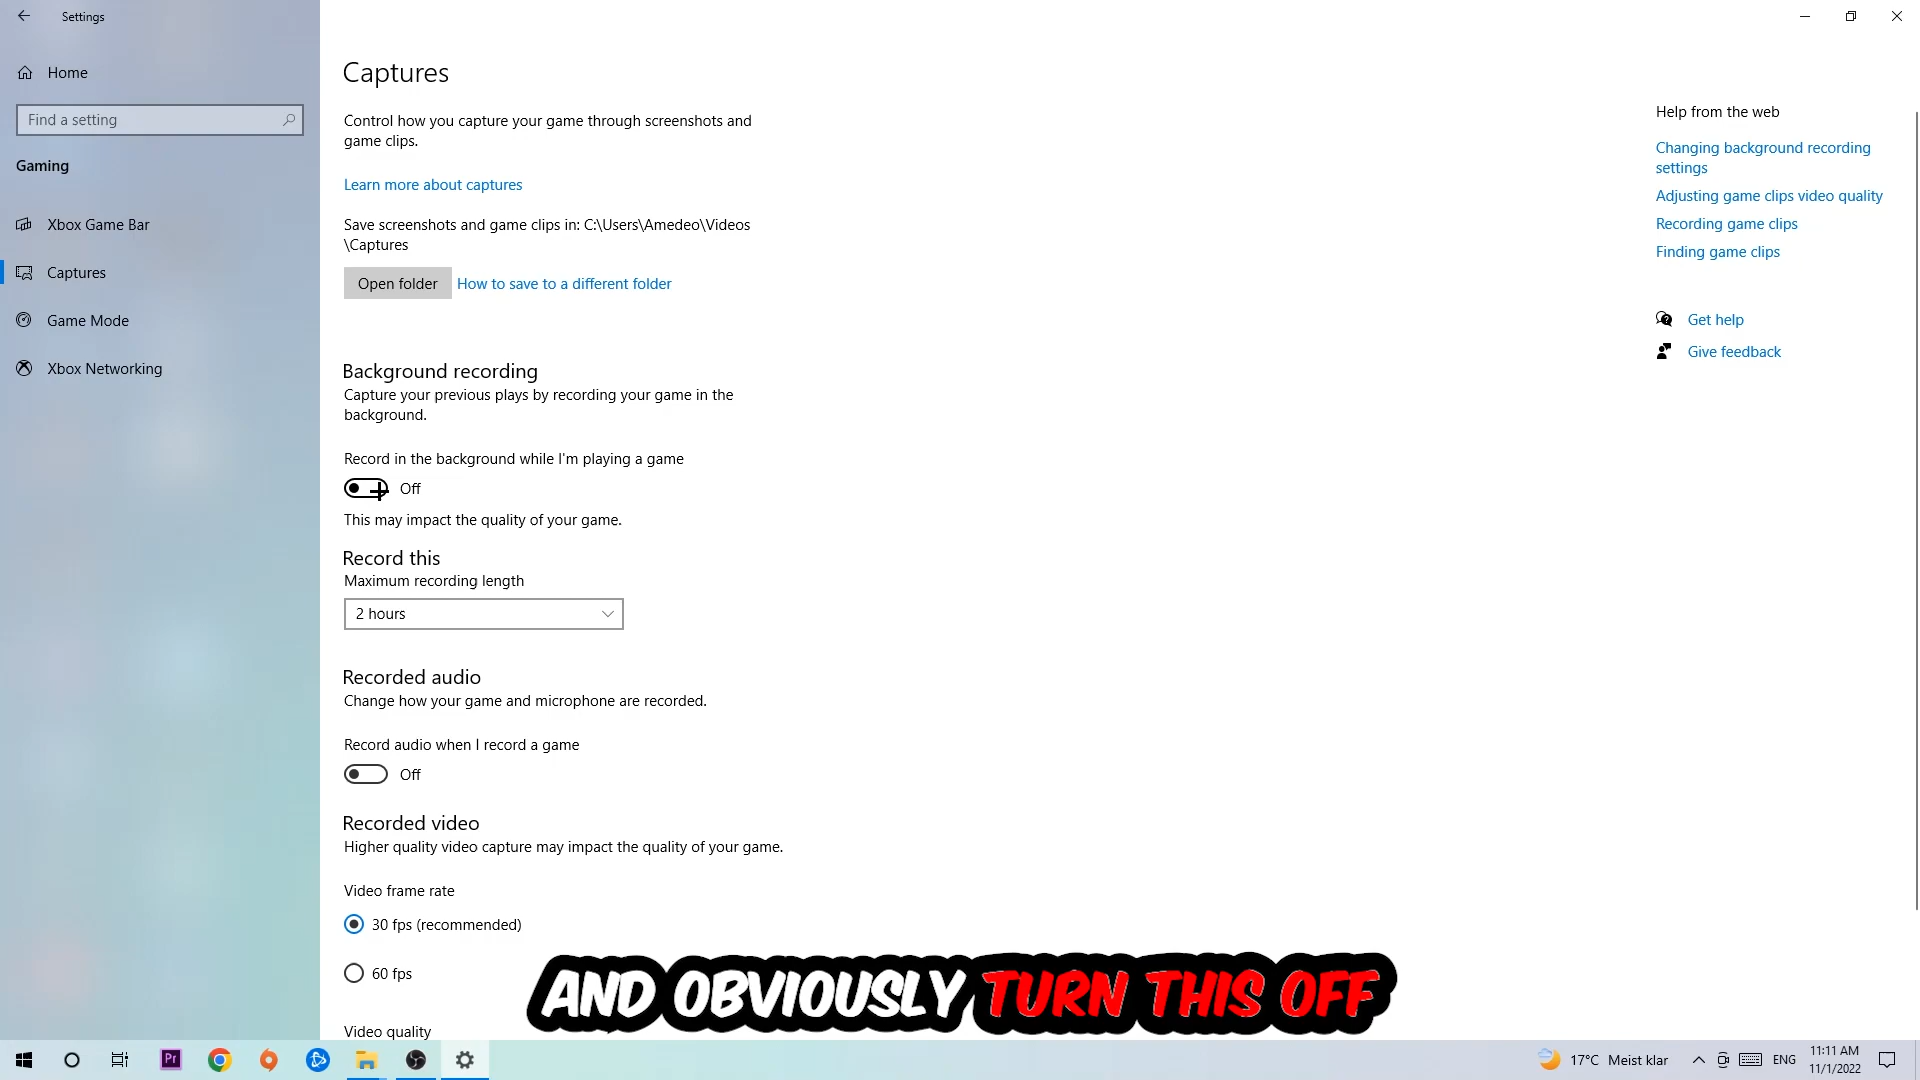 Settings
Home
Find a setting
Gaming
Xbox Game Bar
Captures
Game Mode
Xbox Networking
Captures
Control how you capture your game through screenshots and
game clips.
Learn more about captures
Save screenshots and game clips in: C:\Users\Amedeo\Videos
\Captures
Open folder
How to save to a different folder
Background recording
Capture your previous plays by recording your game in the
background.
Record in the background while I'm playing a game
Off
This may impact the quality of your game.
Record this
Maximum recording length
2 hours
Recorded audio
Change how your game and microphone are recorded.
Record audio when I record a game
Off
Recorded video
Higher quality video capture may impact the quality of your game.
Video frame rate
30 fps (recommended)
60 fps
Video quality
Help from the web
Changing background recording
settings
Adjusting game clips video quality
Recording game clips
Finding game clips
Get help
Give feedback
AND OBVIOUSLY TURN THIS OFF
Pr
17°C Meist klar
ENG
11:11 AM
11/1/2022